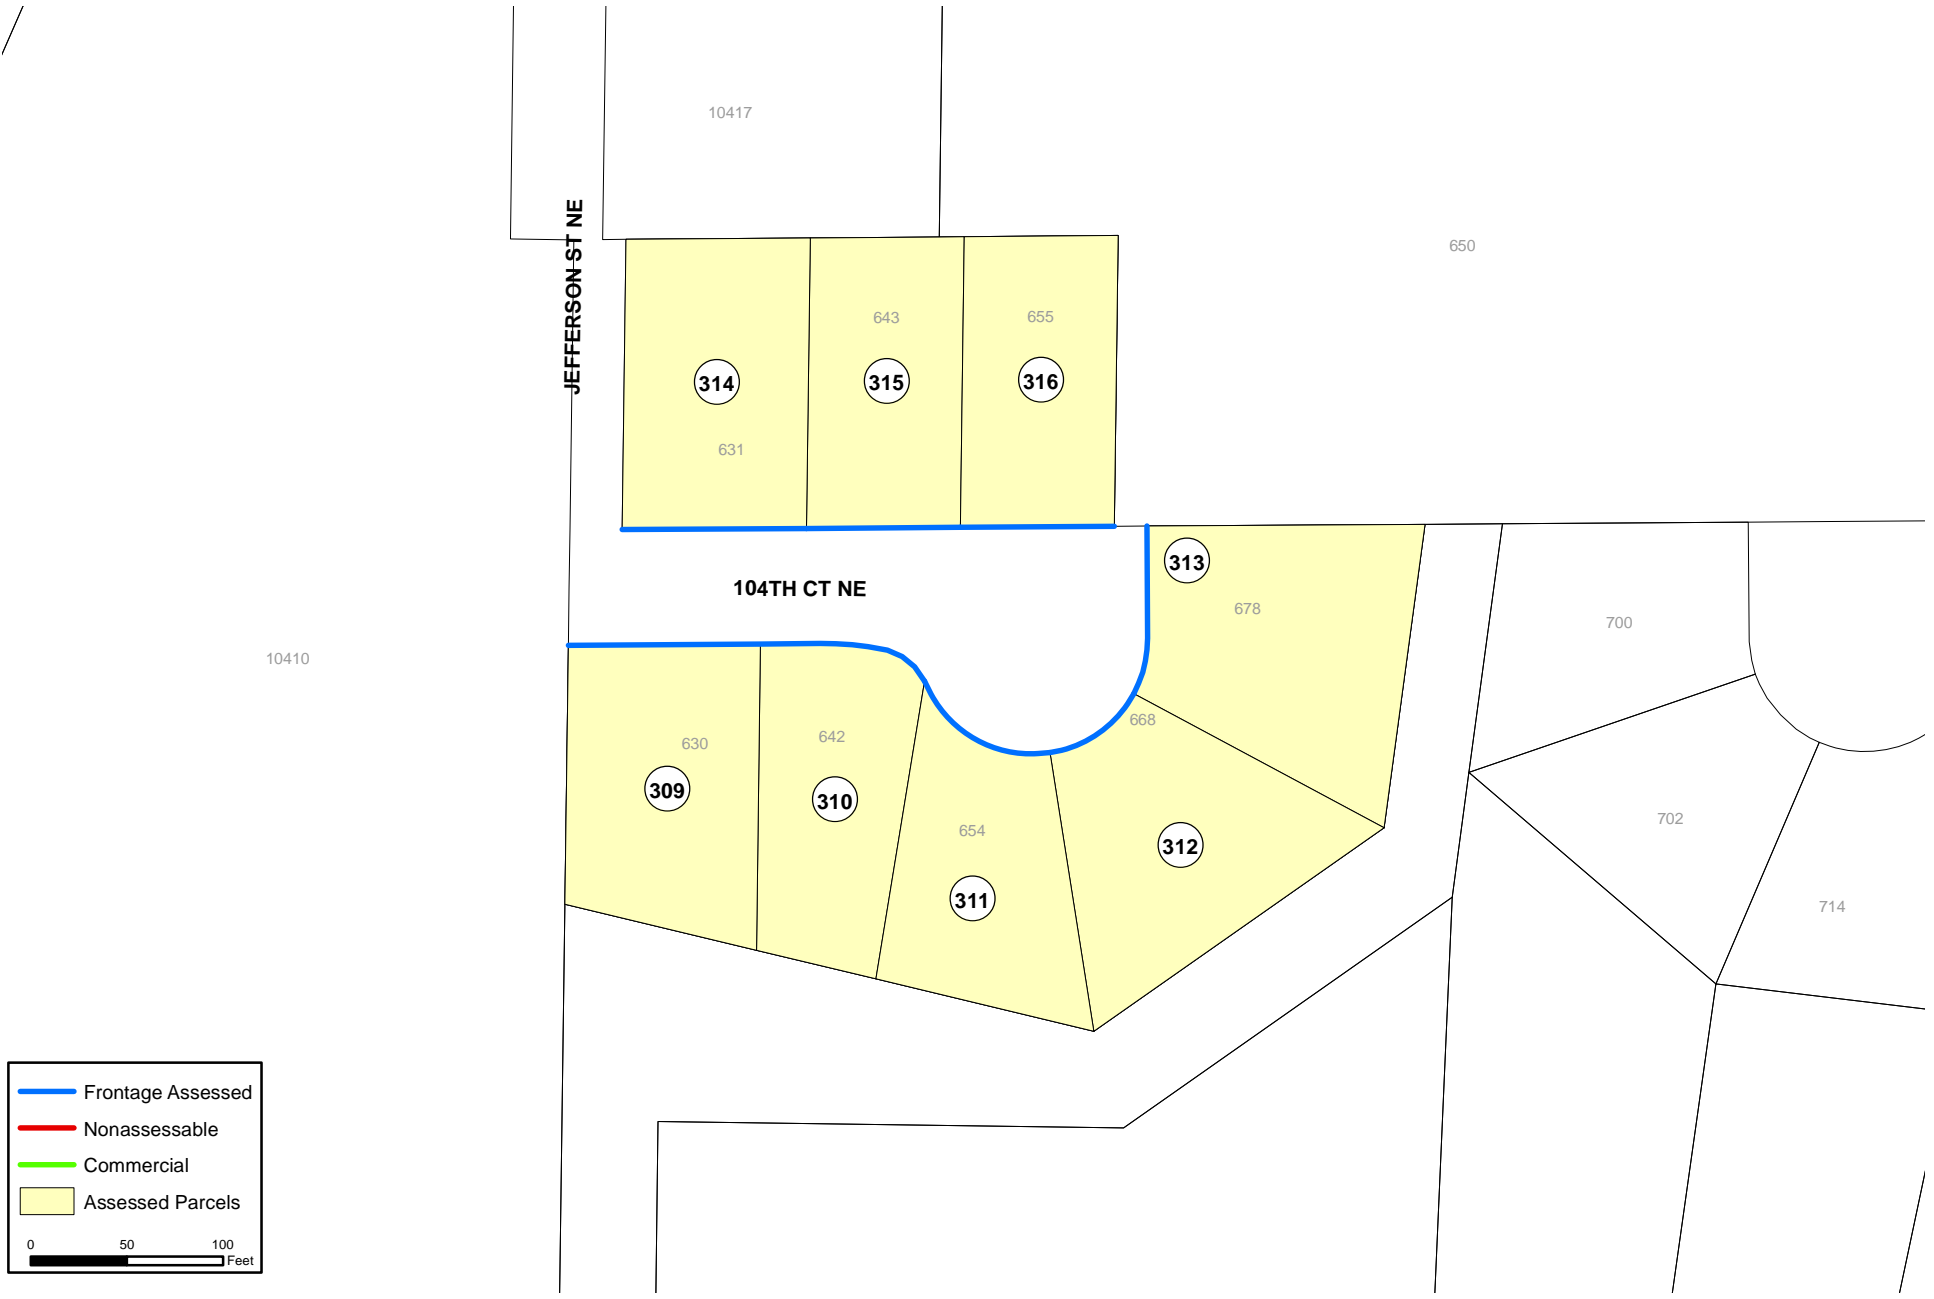 10417
JEFFERSON ST NE
650
643
655
314
315
316
631
313
104TH CT NE
678
700
10410
668
642
630
309
310
702
654
312
311
714
Frontage Assessed
Nonassessable
Commercial
Assessed Parcels
0 50 100
Feet